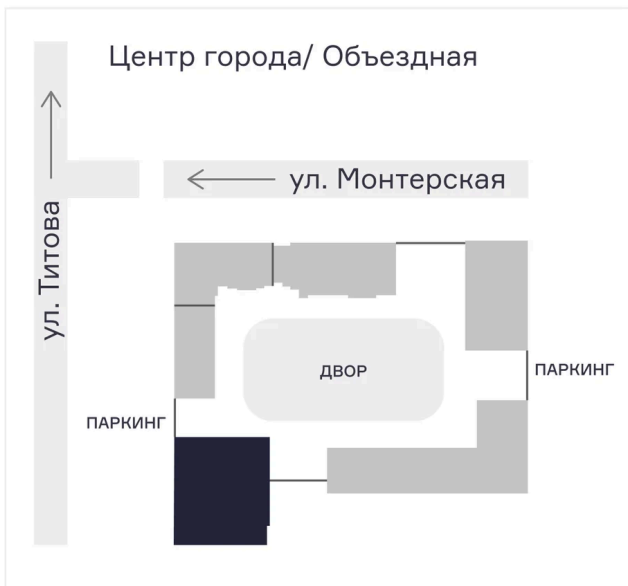 Центр города/ Объездная
ул. Монтерская
ул. Титова
ДВОР
ПАРКИНГ
ПАРКИНГ